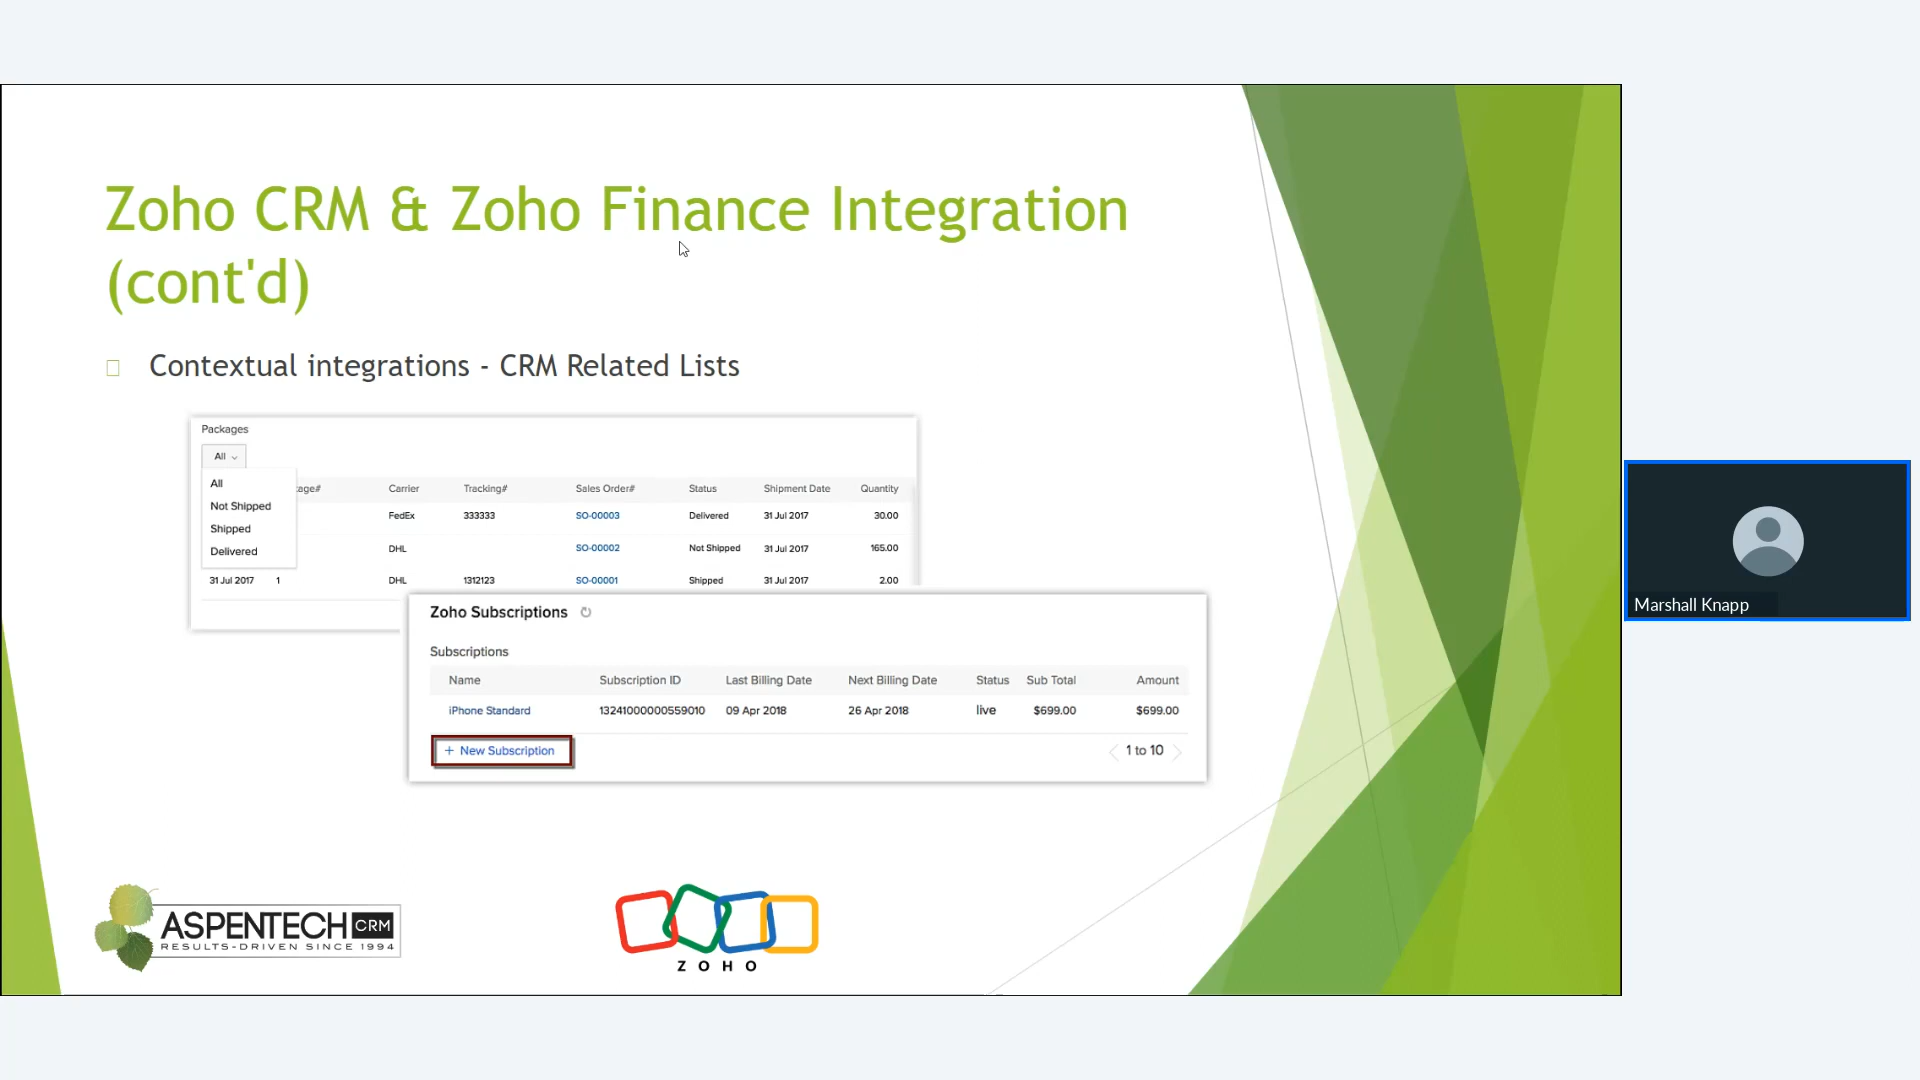 Zoho CRM & Zoho Finance Integration
(cont'd)
Contextual integrations - CRM Related Lists
Packages
All
All
Not Shipped
Shipped
Delivered
age# Carrier Tracking# Sales Order# Status Shipment Date Quantity
FedEx 333333 SO-00003 Delivered 31 Jul 2017 30.00
DHL SO-00002 Not Shipped 31 Jul 2017 165.00
31 Jul 2017 1 DHL 1312123 SO-00001 Shipped 31 Jul 2017 2.00
Zoho Subscriptions
Subscriptions
Name Subscription ID Last Billing Date Next Billing Date Status Sub Total Amount
iPhone Standard 13241000000559010 09 Apr 2018 26 Apr 2018 live $699.00 $699.00
+ New Subscription
1 to 10
Marshall Knapp
ASPENTECH CRM
RESULTS-DRIVEN SINCE 1994
ZOHO